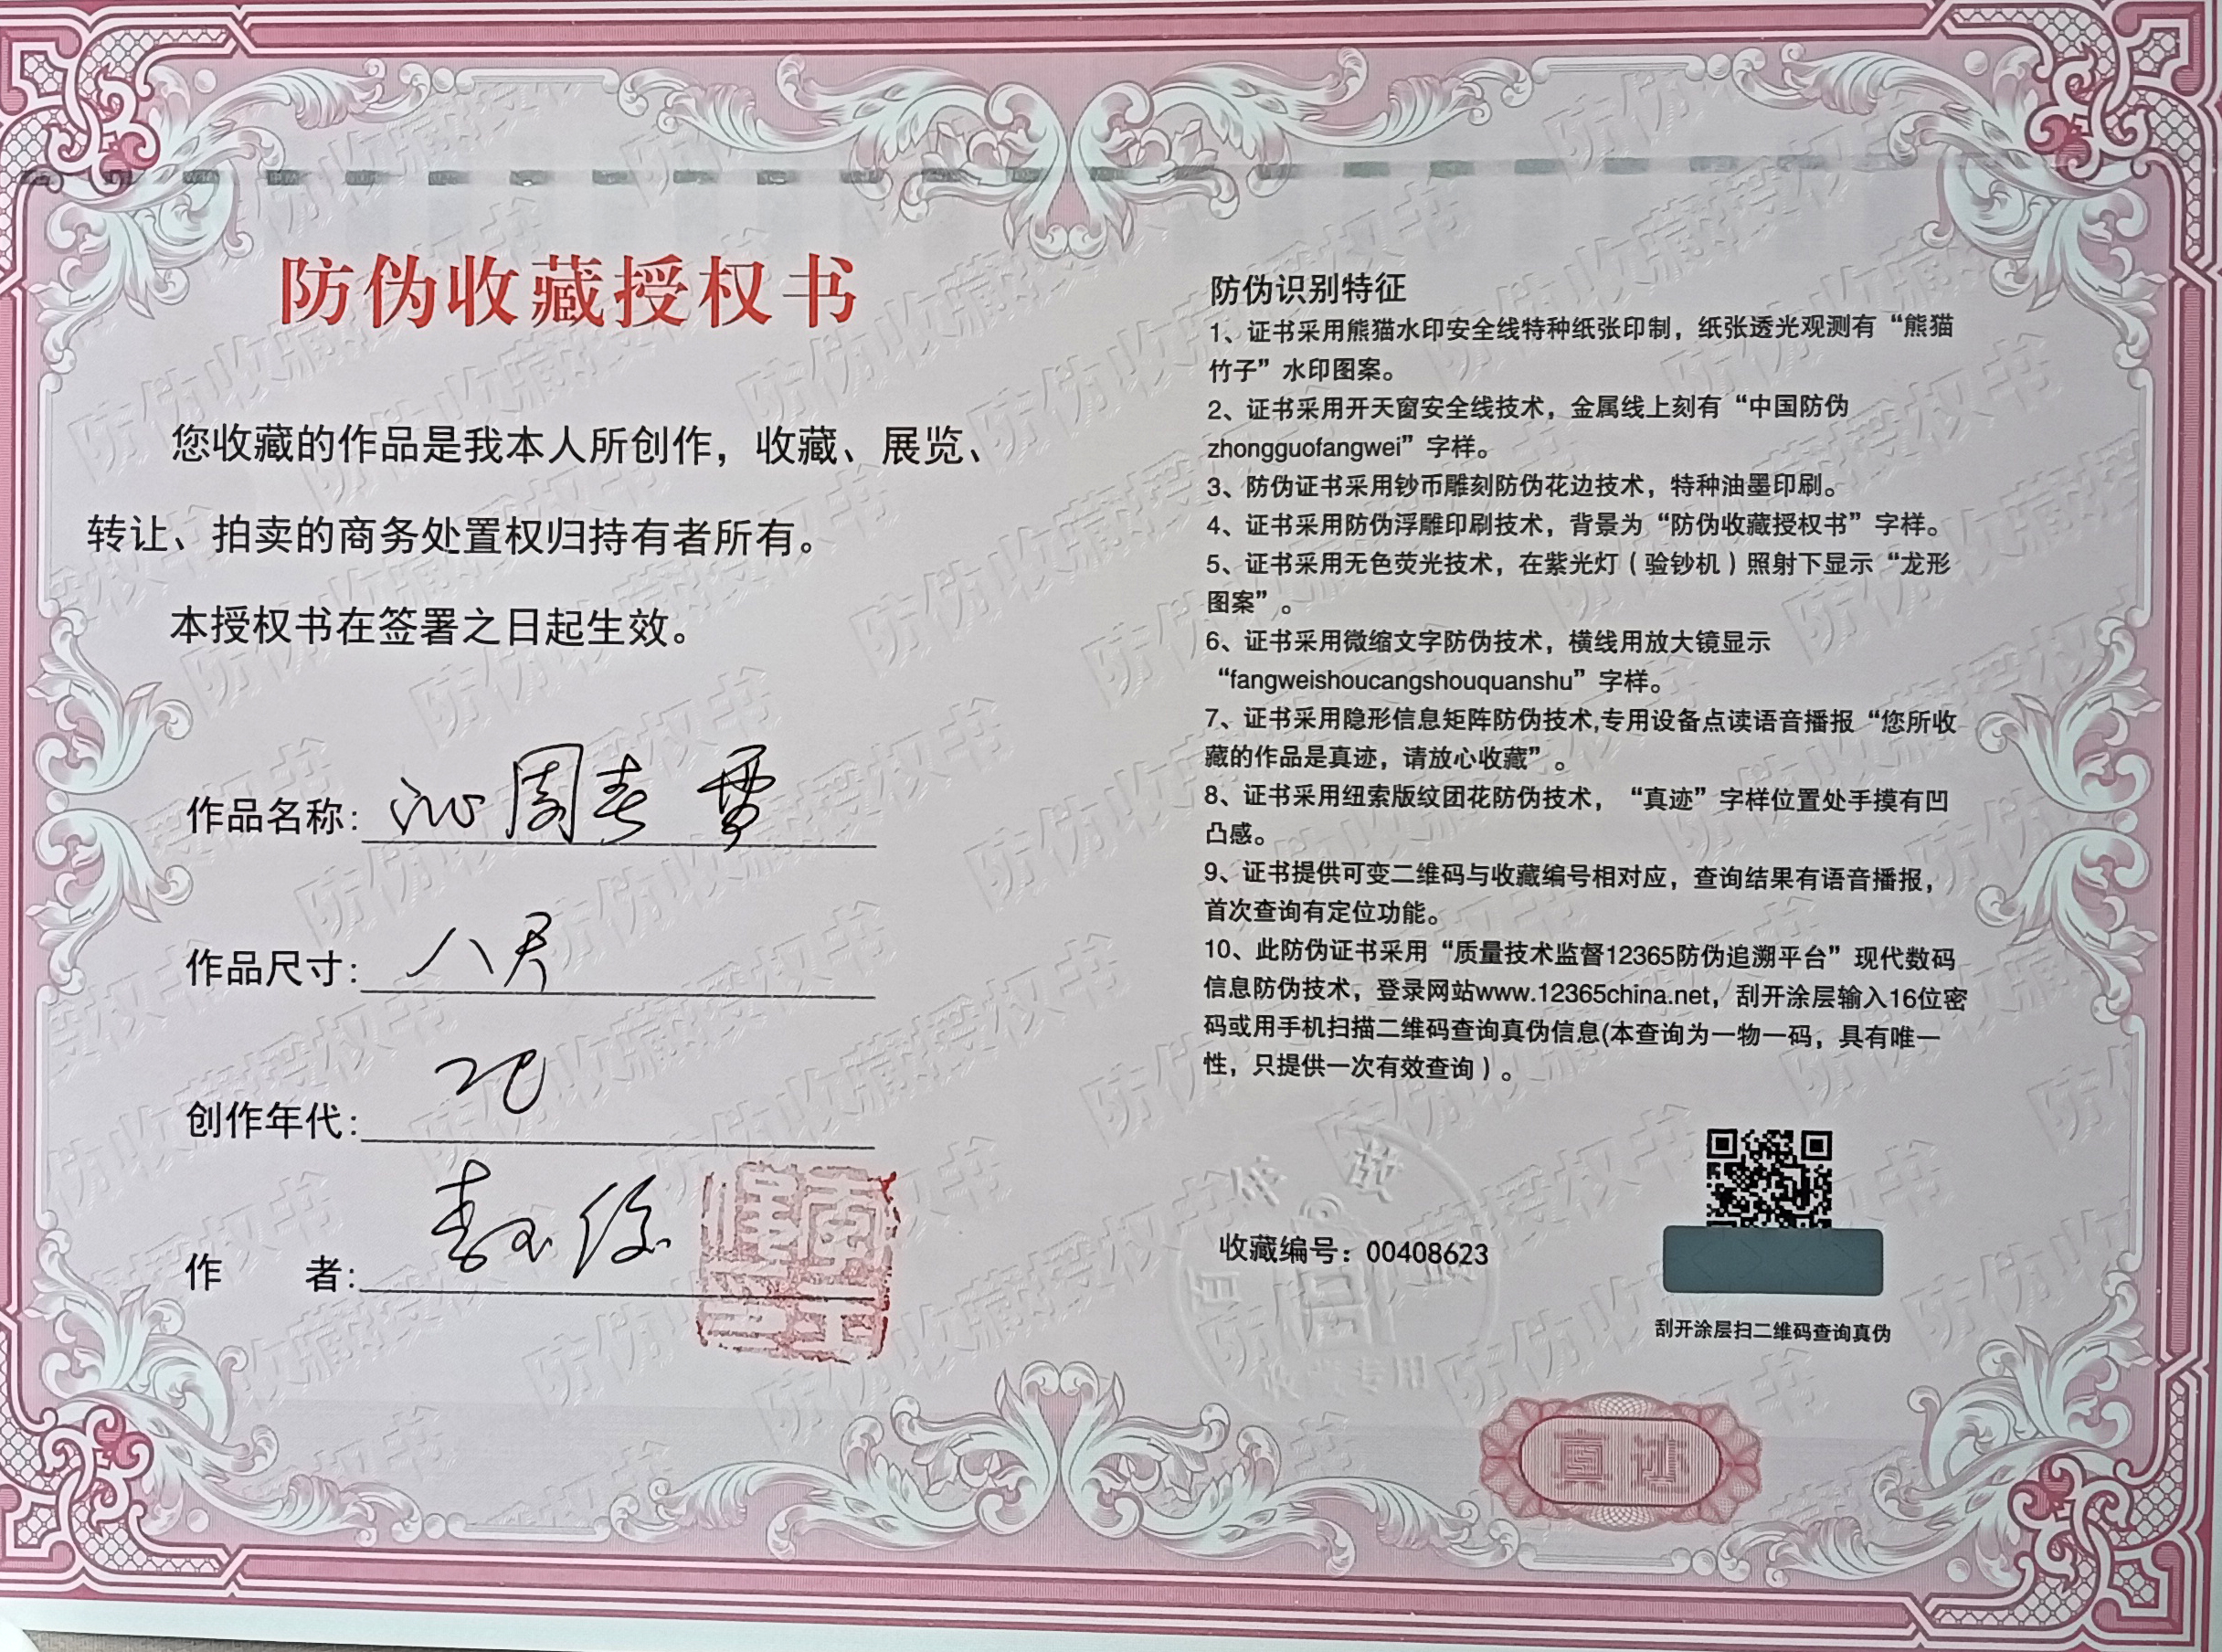 防伪收藏授权书
您收藏的作品是我本人所创作，收藏、展览、
转让、拍卖的商务处置权归持有者所有。
本授权书在签署之日起生效。
作品名称：沁园春雪
作品尺寸：八尺
创作年代：
作 者：
防伪识别特征
1、证书采用熊猫水印安全线特种纸张印制，纸张透光观测有“熊猫
竹子”水印图案。
2、证书采用开天窗安全线技术，金属线上刻有“中国防伪
zhongguofangwei”字样。
3、防伪证书采用钞币雕刻防伪花边技术，特种油墨印刷。
4、证书采用防伪浮雕印刷技术，背景为“防伪收藏授权书”字样。
5、证书采用无色荧光技术，在紫光灯（验钞机）照射下显示“龙形
图案”。
6、证书采用微缩文字防伪技术，横线用放大镜显示
“fangweishoucangshouquanshu”字样。
7、证书采用隐形信息矩阵防伪技术,专用设备点读语音播报“您所收
藏的作品是真迹，请放心收藏”。
8、证书采用纽索版纹团花防伪技术，“真迹”字样位置处手摸有凹
凸感。
9、证书提供可变二维码与收藏编号相对应，查询结果有语音播报，
首次查询有定位功能。
10、此防伪证书采用“质量技术监督12365防伪追溯平台”现代数码
信息防伪技术，登录网站www.12365china.net，刮开涂层输入16位密
码或用手机扫描二维码查询真伪信息(本查询为一物一码，具有唯一
性，只提供一次有效查询）。
收藏编号：00408623
刮开涂层扫二维码查询真伪
真迹